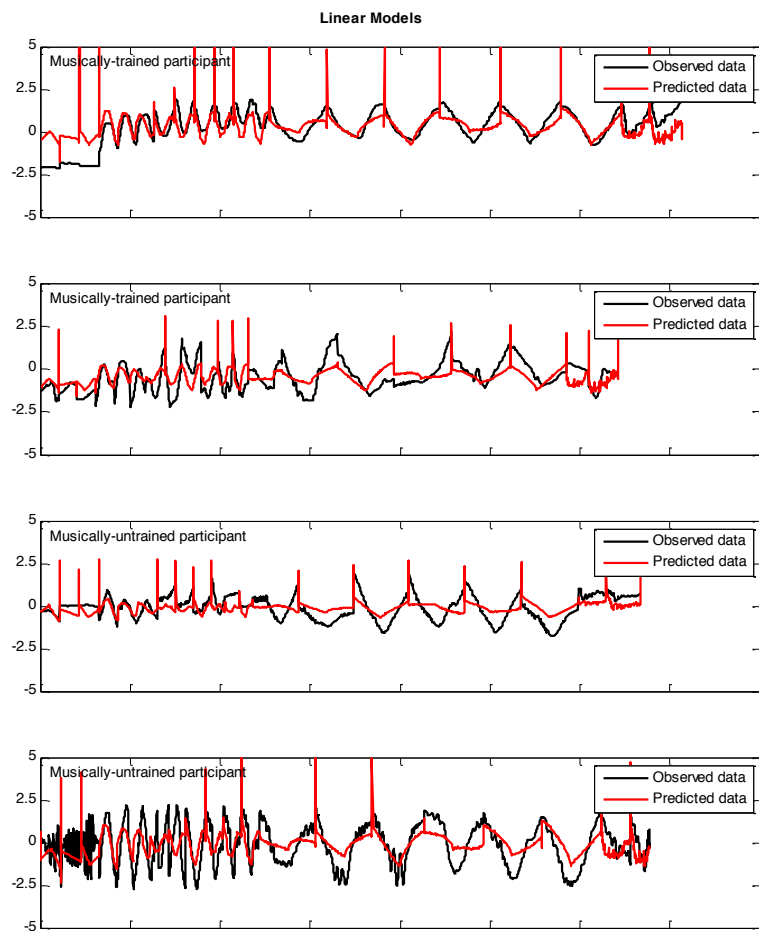 Linear Models
5
Musically-trained participant
Observed data
2.5
Predicted data
0
-2.5
-5
5
Musically-trained participant
Observed data
2.5
Predicted data
0
-2.5
-5
5
Musically-untrained participant
Observed data
2.5
Predicted data
0
-2.5
-5
5
Musically-untrained participant
Observed data
2.5
Predicted data
0
-2.5
-5